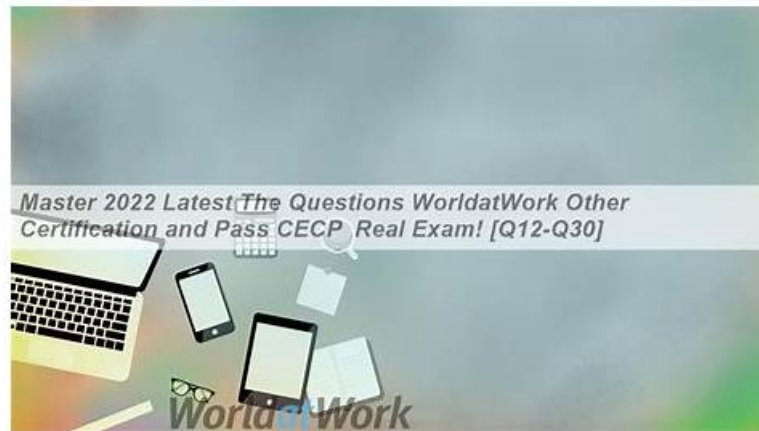 Master 2022 Latest The Questions WorldatWork Other
Certification and Pass CECP Real Exam! [Q12-Q30]
WorldatWork